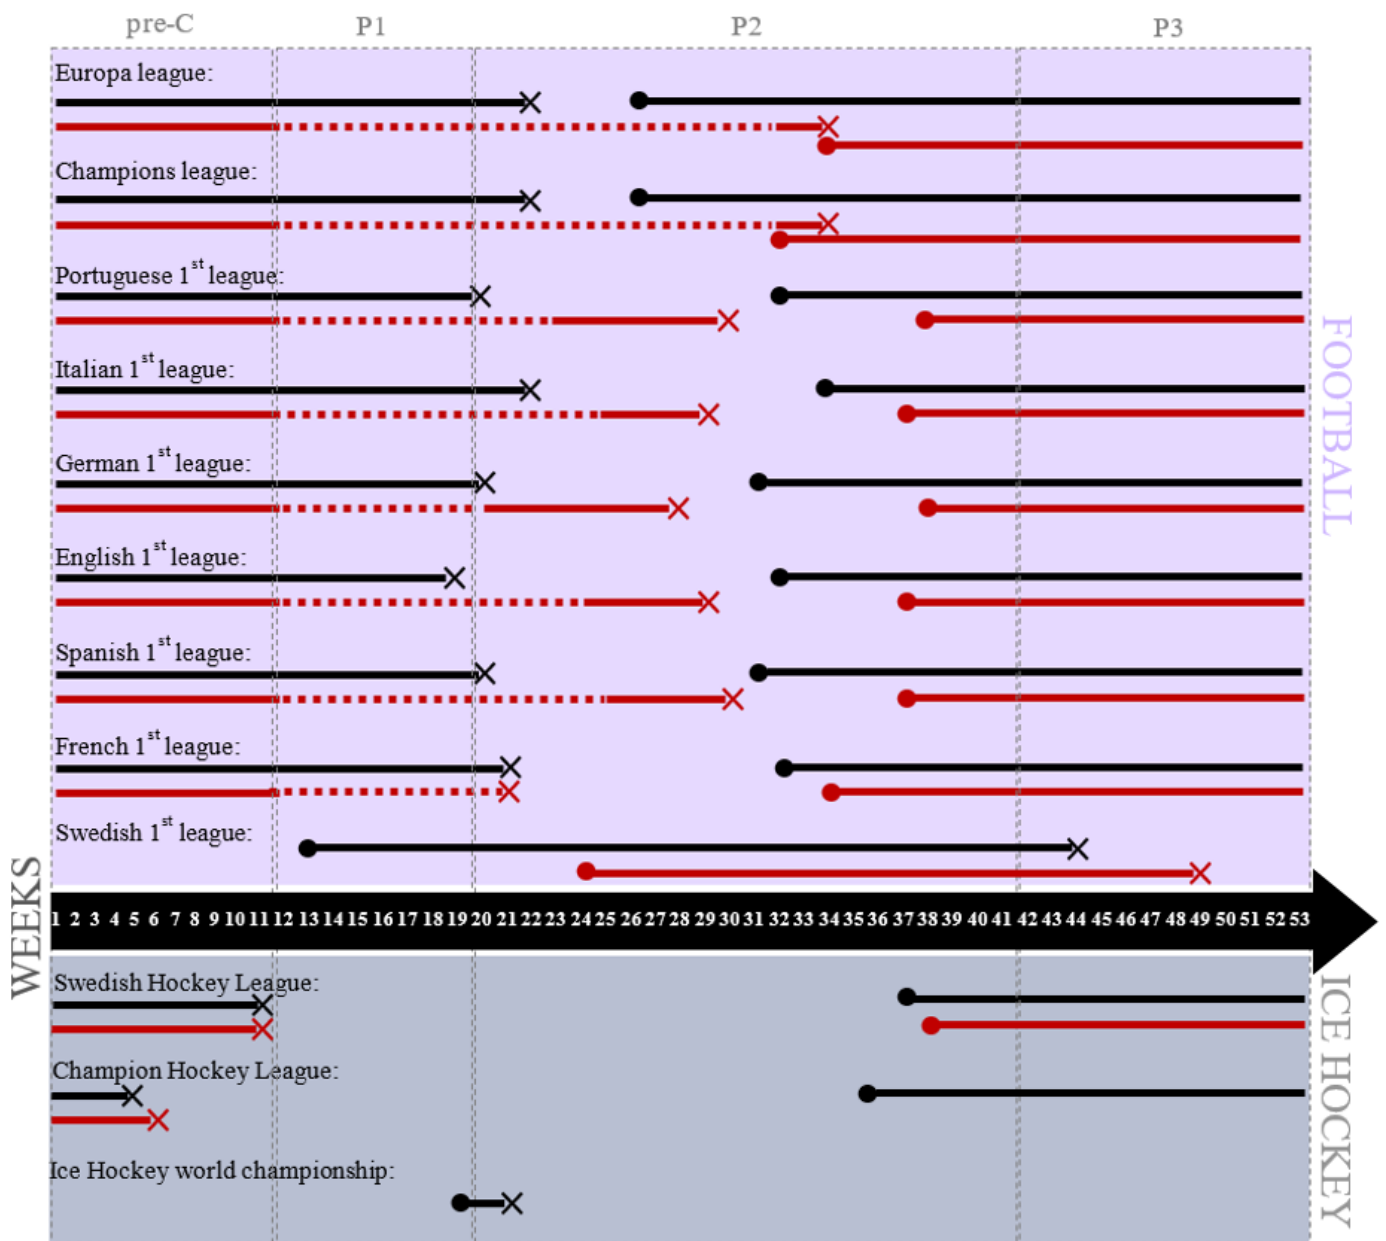 pre-C P1 P2 P3
Europa league:
Champions league:
Portuguese 1st league:
Italian 1st league:
German 1st league:
English 1st league:
Spanish 1st league:
French 1st league:
Swedish 1st league:
FOOTBALL
WEEKS
1 2 3 4 5 6 7 8 9 10 11 12 13 14 15 16 17 18 19 20 21 22 23 24 25 26 27 28 29 30 31 32 33 34 35 36 37 38 39 40 41 42 43 44 45 46 47 48 49 50 51 52 53
Swedish Hockey League:
Champion Hockey League:
Ice Hockey world championship:
ICE HOCKEY